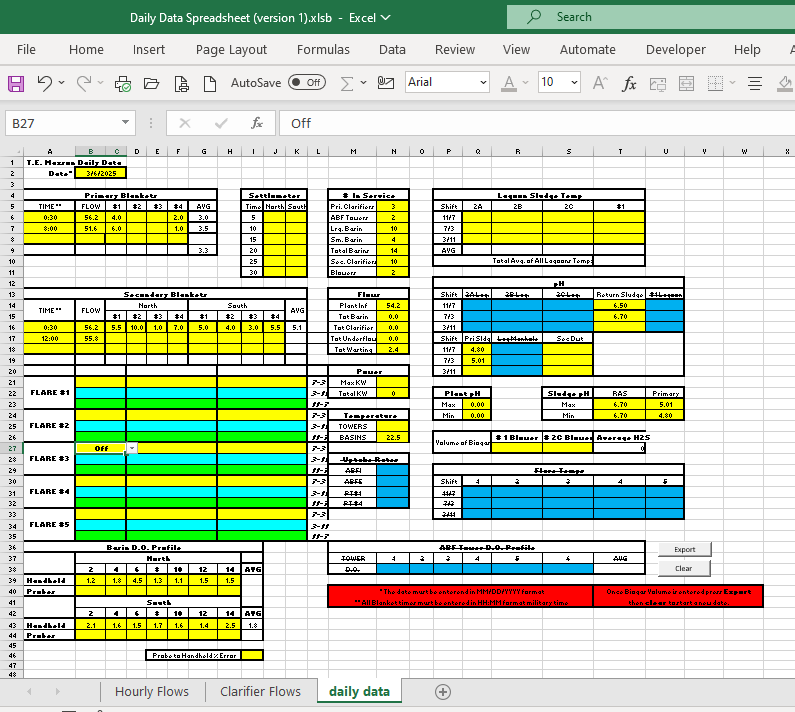 Daily Data Spreadsheet (version 1).xlsb - Excel
Search
File Home Insert Page Layout Formulas Data Review View Automate Developer Help
AutoSave Off Arial 10
B27 fx Off
A B C D E F G H I J K L M N O P Q R S T U V W X
T.E. Maxson Daily Data
Date* 3/6/2025
Primary Blankets Settlometer # In Service Lagoon Sludge Temp
TIME** FLOW #1 #2 #3 #4 AVG Time North South Pri. Clarifiers 3 Shift 2A 2B 2C #1
0:30 56.2 4.0 2.0 3.0 5 ABF Towers 2 11/7
8:00 51.6 6.0 1.0 3.5 10 Lrg. Basin 10 7/3
15 Sm. Basin 4 3/11
3.3 20 Total Basins 14 AVG
25 Sec. Clarifiers 10 Total Avg. of All Lagoons Temp:
30 Blowers 2
pH
Secondary Blankets Flow Shift 2A Lag. 2B Lag. 2C Lag. Return Sludge #1 Lagoon
TIME** FLOW North South AVG Plant Inf 54.2 11/7 6.50
#1 #2 #3 #4 #1 #2 #3 #4 Tot Basin 0.0 7/3 6.70
0:30 56.2 5.5 10.0 1.0 7.0 5.0 4.0 3.0 5.5 5.1 Tot Clarifier 0.0 3/11
12:00 55.8 Tot Underflow 0.0 Shift Pri Sldg Lag Manhole Sec Out
Tot Wasting 2.4 11/7 4.80
7/3 5.01
Power 3/11
FLARE #1 7-3 Max KW
3-11 Total KW 0 Plant pH Sludge pH RAS Primary
11-7 Max 0.00 Max 6.70 5.01
FLARE #2 7-3 Temperature Min 0.00 Min 6.70 4.80
3-11 TOWERS
11-7 BASINS 22.5 Volume of Biogas #1 Blower #2C Blower Average H2S
FLARE #3 Off 7-3 0
3-11 Uptake Rates
11-7 ABFI Flare Temps
FLARE #4 7-3 ABFE Shift 1 2 3 4 5
3-11 RT#1 11/7
11-7 RT#4 7/3
FLARE #5 7-3 3/11
3-11
11-7
Basin D.O. Profile ABF Tower D.O. Profile
North TOWER 1 2 3 4 5 6 AVG
2 4 6 8 10 12 14 AVG D.O.
Handheld 1.2 1.8 4.5 1.3 1.1 1.5 1.5
Probes
South
2 4 6 8 10 12 14 AVG
Handheld 2.1 1.6 1.5 1.7 1.6 1.4 2.5 1.8
Probes
Probe to Handheld % Error
Export
Clear
* The date must be entered in MM/DD/YYYY format
** All Blanket times must be entered in HH:MM format military time
Once Biogas Volume is entered press Export
then clear to start a new date.
Hourly Flows Clarifier Flows daily data